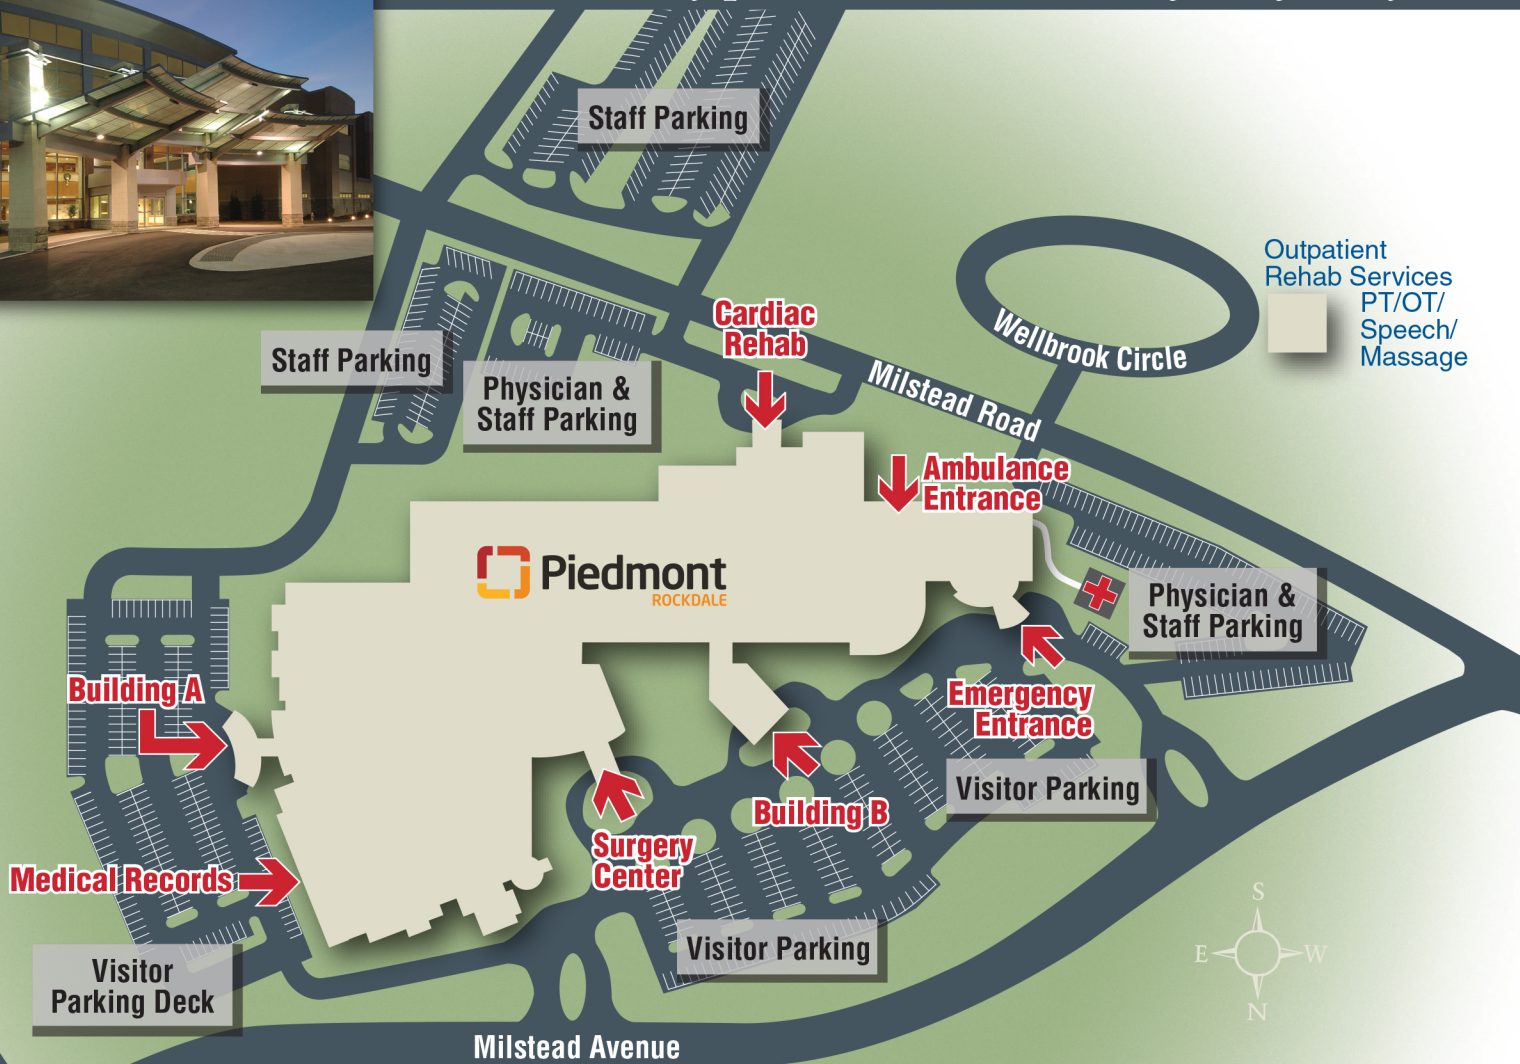 Staff Parking
Outpatient
Rehab Services
PT/OT/
Speech/
Massage
Cardiac
Rehab
Wellbrook Circle
Staff Parking
Physician &
Staff Parking
Milstead Road
Ambulance
Entrance
Piedmont
ROCKDALE
Physician &
Staff Parking
Building A
Emergency
Entrance
Visitor Parking
Building B
Surgery
Center
Medical Records
Visitor Parking
Visitor
Parking Deck
S
E
W
N
Milstead Avenue